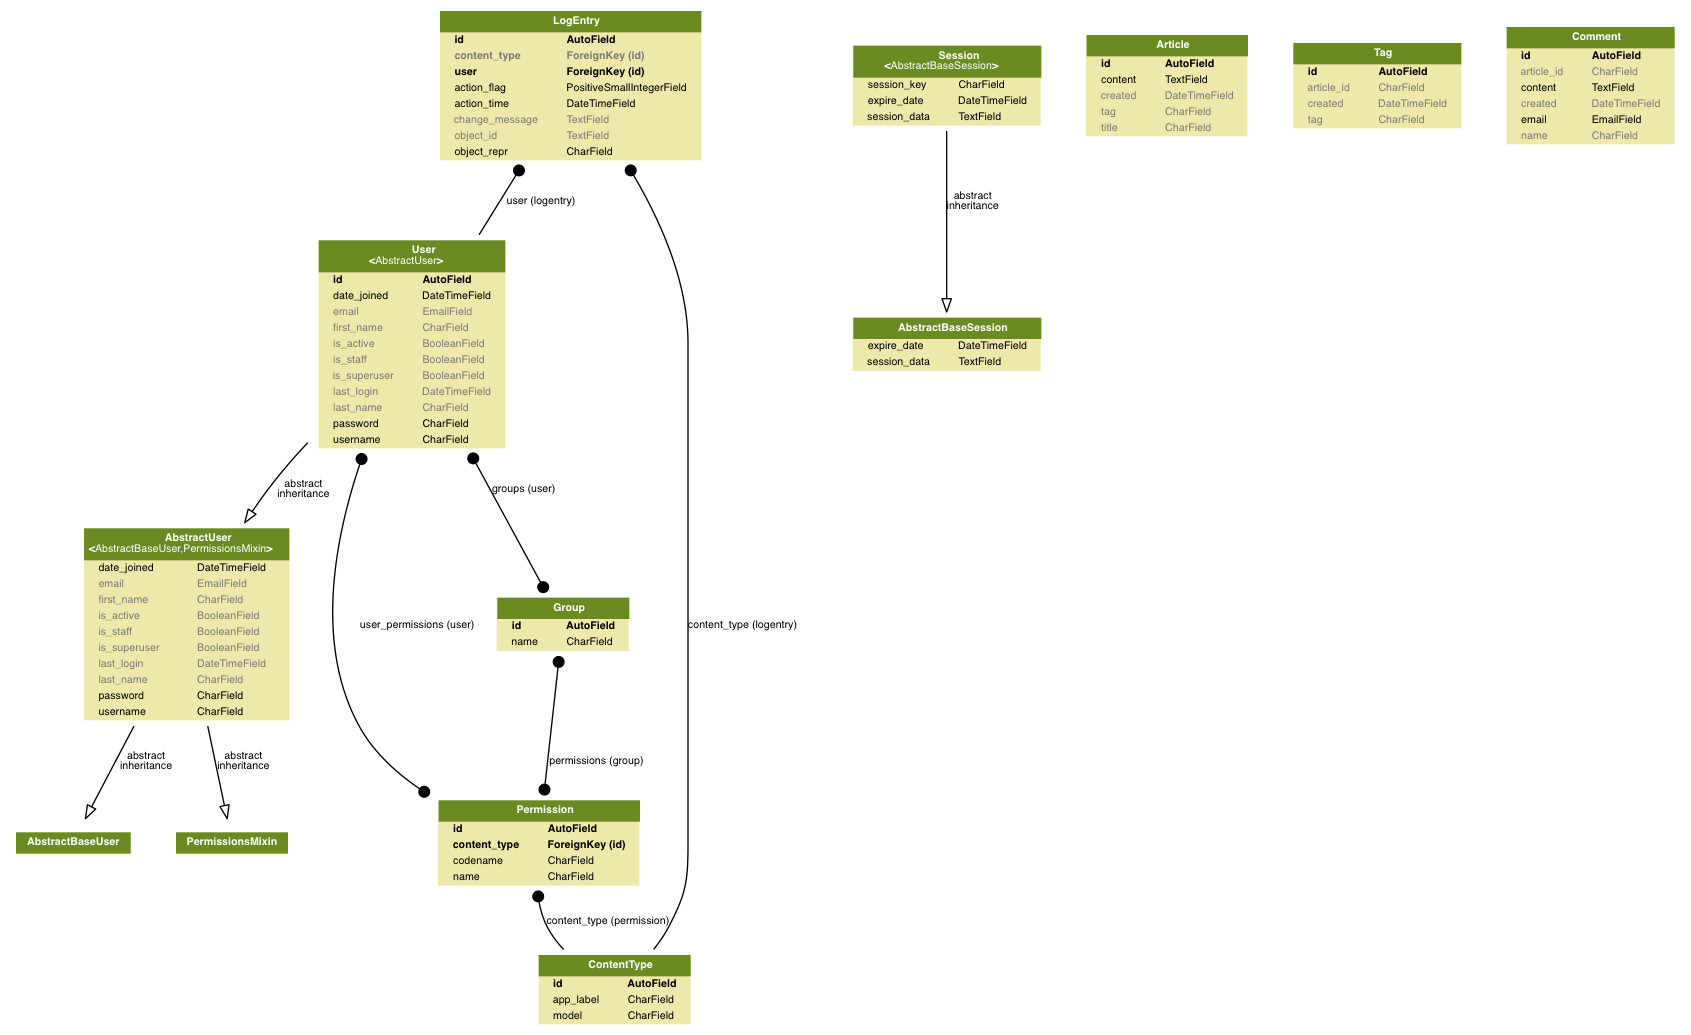 LogEntry
id AutoField
content_type ForeignKey (id)
user ForeignKey (id)
action_flag PositiveSmallIntegerField
action_time DateTimeField
change_message TextField
object_id TextField
object_repr CharField
user (logentry)
User
<AbstractUser>
id AutoField
date_joined DateTimeField
email EmailField
first_name CharField
is_active BooleanField
is_staff BooleanField
is_superuser BooleanField
last_login DateTimeField
last_name CharField
password CharField
username CharField
abstract
inheritance
groups (user)
AbstractUser
<AbstractBaseUser,PermissionsMixin>
date_joined DateTimeField
email EmailField
first_name CharField
is_active BooleanField
is_staff BooleanField
is_superuser BooleanField
last_login DateTimeField
last_name CharField
password CharField
username CharField
user_permissions (user)
Group
id AutoField
name CharField
content_type (logentry)
abstract
inheritance
abstract
inheritance
permissions (group)
AbstractBaseUser
PermissionsMixin
Permission
id AutoField
content_type ForeignKey (id)
codename CharField
name CharField
content_type (permission)
ContentType
id AutoField
app_label CharField
model CharField
Session
<AbstractBaseSession>
session_key CharField
expire_date DateTimeField
session_data TextField
abstract
inheritance
AbstractBaseSession
expire_date DateTimeField
session_data TextField
Article
id AutoField
content TextField
created DateTimeField
tag CharField
title CharField
Tag
id AutoField
article_id CharField
created DateTimeField
tag CharField
Comment
id AutoField
article_id CharField
content TextField
created DateTimeField
email EmailField
name CharField